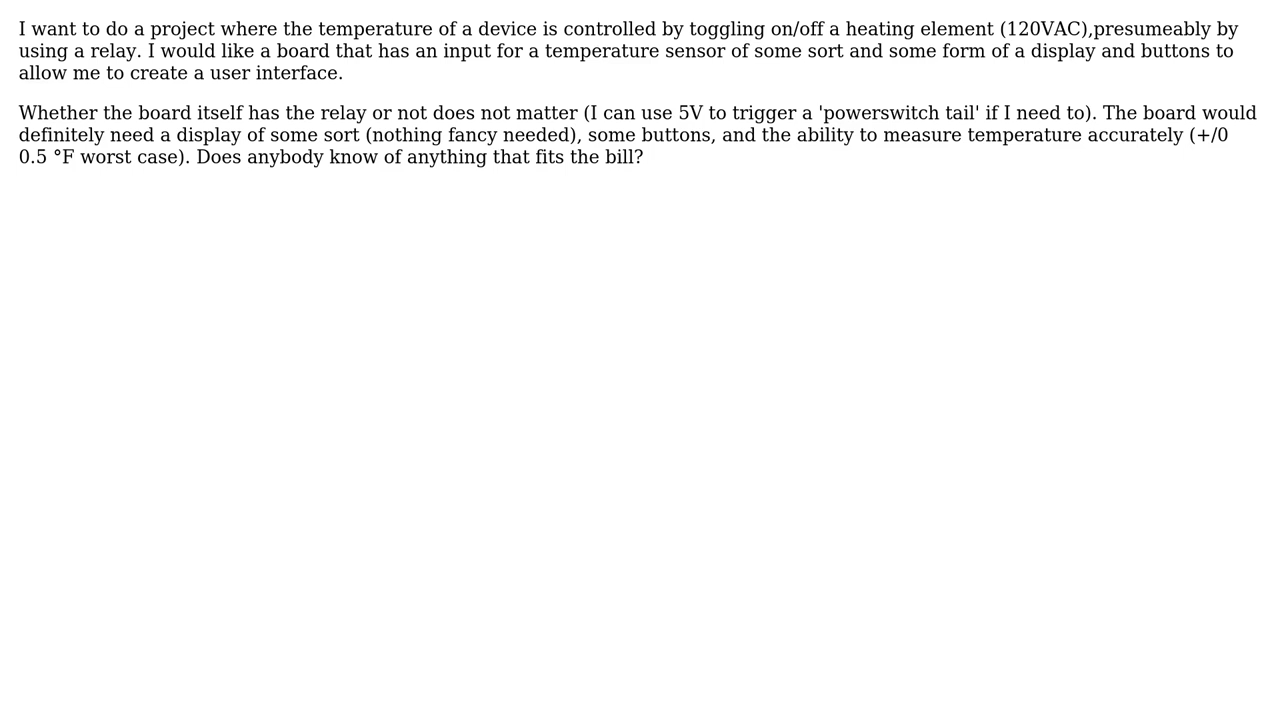 I want to do a project where the temperature of a device is controlled by toggling on/off a heating element (120VAC),presumeably by
using a relay. I would like a board that has an input for a temperature sensor of some sort and some form of a display and buttons to
allow me to create a user interface.
Whether the board itself has the relay or not does not matter (I can use 5V to trigger a 'powerswitch tail' if I need to). The board would
definitely need a display of some sort (nothing fancy needed), some buttons, and the ability to measure temperature accurately (+/0
0.5 °F worst case). Does anybody know of anything that fits the bill?